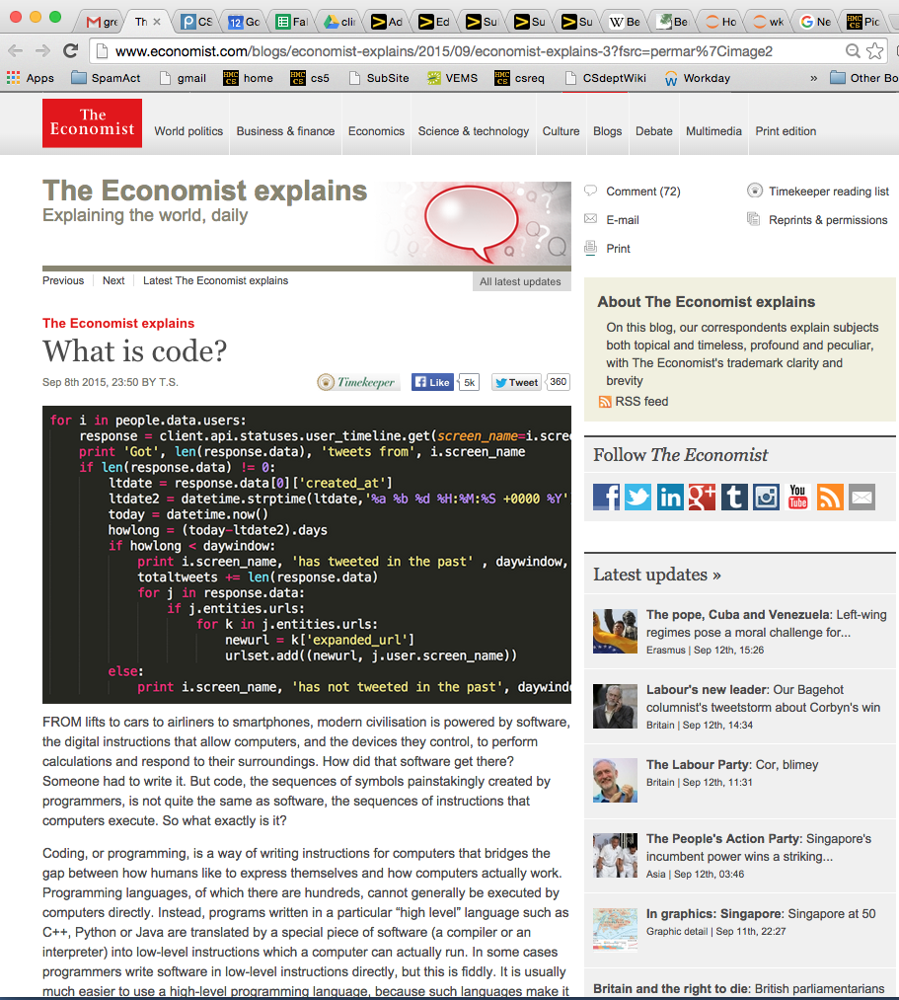 gre
Th
CS
Go
Fal
clir
Ad
Ed
Su
Su
Su
Be
Be
Ho
wk
Ne
Pic
12
www.economist.com/blogs/economist-explains/2015/09/economist-explains-3?fsrc=permar%7Cimage2
Apps SpamAct gmail home cs5 SubSite VEMS csreq CSdeptWiki Workday » Other Bo
The
Economist
World politics Business & finance Economics Science & technology Culture Blogs Debate Multimedia Print edition
The Economist explains
Explaining the world, daily
Previous Next Latest The Economist explains
All latest updates
The Economist explains
What is code?
Sep 8th 2015, 23:50 BY T.S.
Timekeeper Like 5k Tweet 360
for i in people.data.users:
    response = client.api.statuses.user_timeline.get(screen_name=i.scre
    print 'Got', len(response.data), 'tweets from', i.screen_name
    if len(response.data) != 0:
        ltdate = response.data[0]['created_at']
        ltdate2 = datetime.strptime(ltdate,'%a %b %d %H:%M:%S +0000 %Y'
        today = datetime.now()
        howlong = (today-ltdate2).days
        if howlong < daywindow:
            print i.screen_name, 'has tweeted in the past' , daywindow,
            totaltweets += len(response.data)
            for j in response.data:
                if j.entities.urls:
                    for k in j.entities.urls:
                        newurl = k['expanded_url']
                        urlset.add((newurl, j.user.screen_name))
        else:
            print i.screen_name, 'has not tweeted in the past', daywind
FROM lifts to cars to airliners to smartphones, modern civilisation is powered by software,
the digital instructions that allow computers, and the devices they control, to perform
calculations and respond to their surroundings. How did that software get there?
Someone had to write it. But code, the sequences of symbols painstakingly created by
programmers, is not quite the same as software, the sequences of instructions that
computers execute. So what exactly is it?
Coding, or programming, is a way of writing instructions for computers that bridges the
gap between how humans like to express themselves and how computers actually work.
Programming languages, of which there are hundreds, cannot generally be executed by
computers directly. Instead, programs written in a particular “high level” language such as
C++, Python or Java are translated by a special piece of software (a compiler or an
interpreter) into low-level instructions which a computer can actually run. In some cases
programmers write software in low-level instructions directly, but this is fiddly. It is usually
much easier to use a high-level programming language, because such languages make it
Comment (72)
Timekeeper reading list
E-mail
Reprints & permissions
Print
About The Economist explains
On this blog, our correspondents explain subjects
both topical and timeless, profound and peculiar,
with The Economist's trademark clarity and
brevity
RSS feed
Follow The Economist
You
Tube
Latest updates »
The pope, Cuba and Venezuela: Left-wing
regimes pose a moral challenge for...
Erasmus | Sep 12th, 15:26
Labour's new leader: Our Bagehot
columnist's tweetstorm about Corbyn's win
Britain | Sep 12th, 14:34
The Labour Party: Cor, blimey
Britain | Sep 12th, 11:31
The People's Action Party: Singapore's
incumbent power wins a striking...
Asia | Sep 12th, 03:46
In graphics: Singapore: Singapore at 50
Graphic detail | Sep 11th, 22:27
Britain and the right to die: British parliamentarians